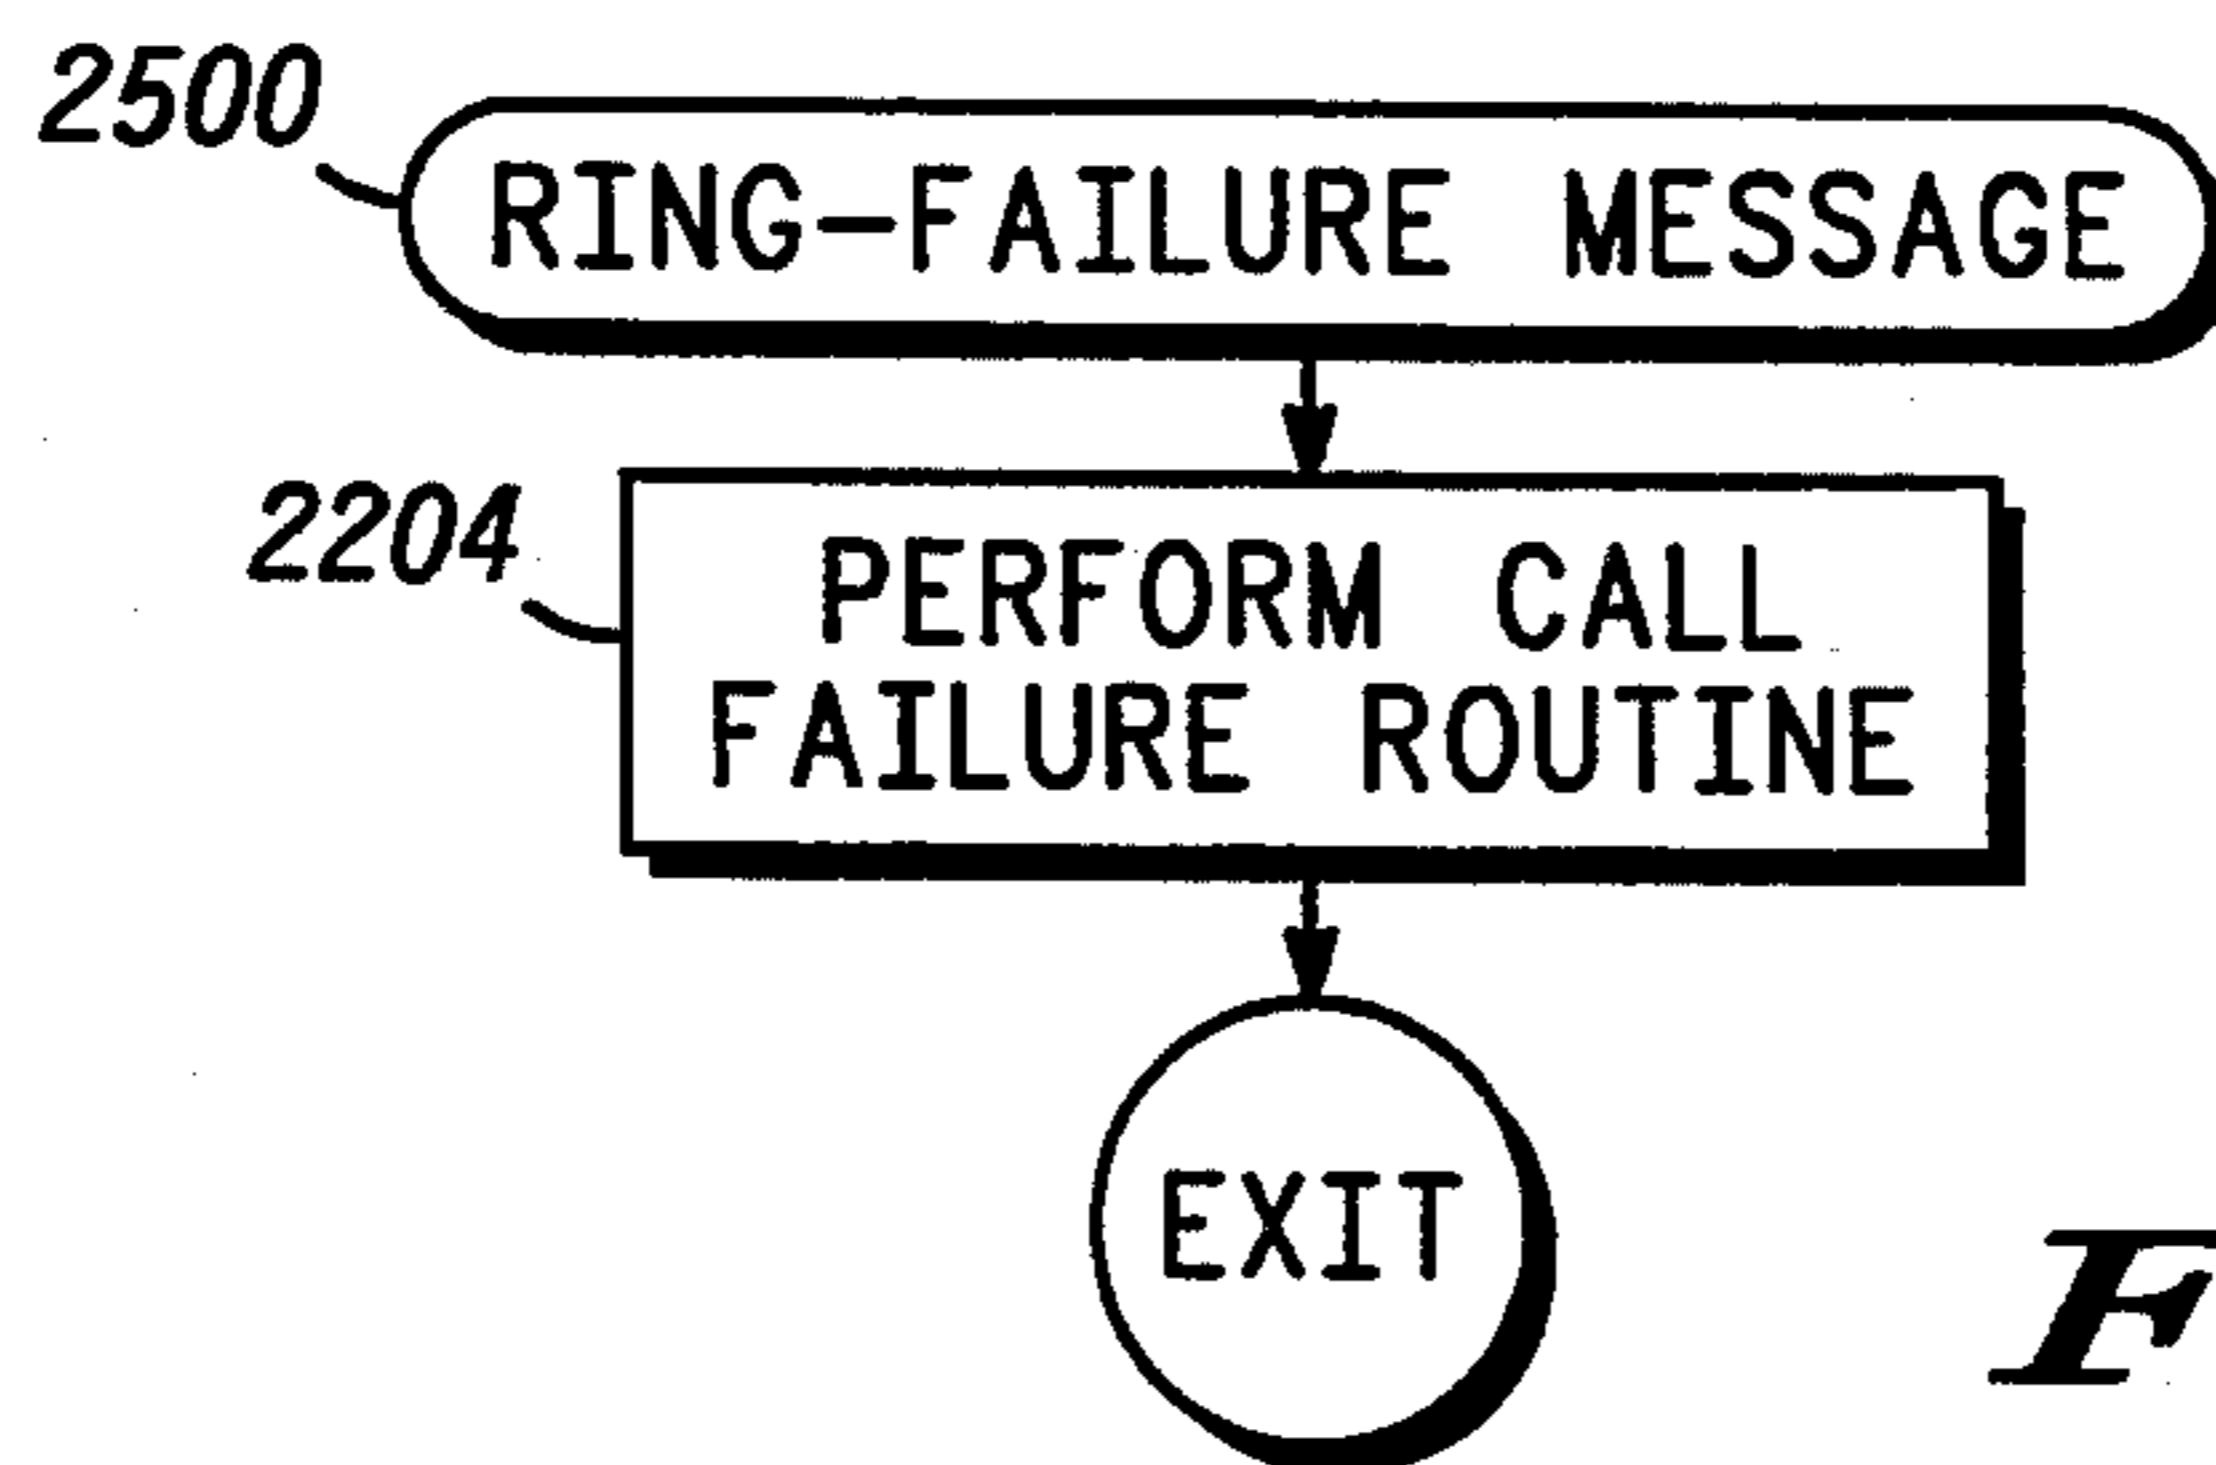 2500
RING-FAILURE MESSAGE
2204
PERFORM CALL
FAILURE ROUTINE
EXIT
F